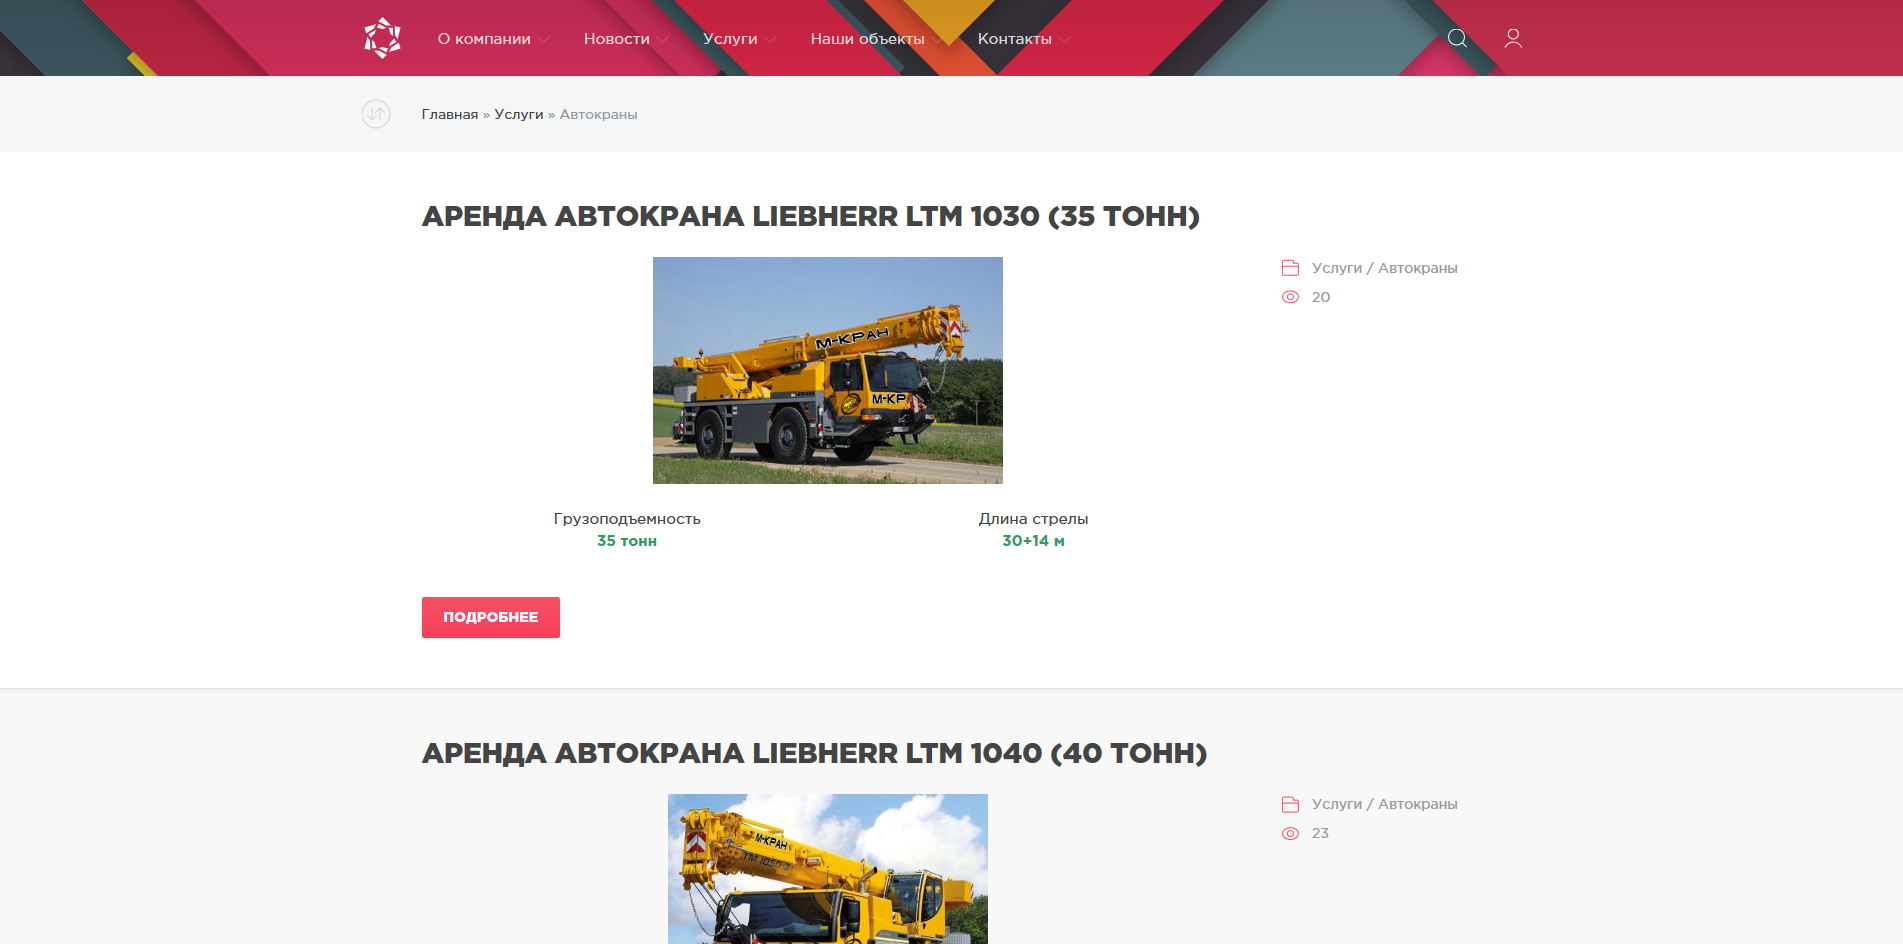 О компании
Новости
Услуги
Наши объекты
Контакты
Главная » Услуги » Автокраны
АРЕНДА АВТОКРАНА LIEBHERR LTM 1030 (35 ТОНН)
Услуги / Автокраны
20
М-КРАН
М-КР
Грузоподъемность
35 тонн
Длина стрелы
30+14 м
ПОДРОБНЕЕ
АРЕНДА АВТОКРАНА LIEBHERR LTM 1040 (40 ТОНН)
Услуги / Автокраны
23
М-КРАН